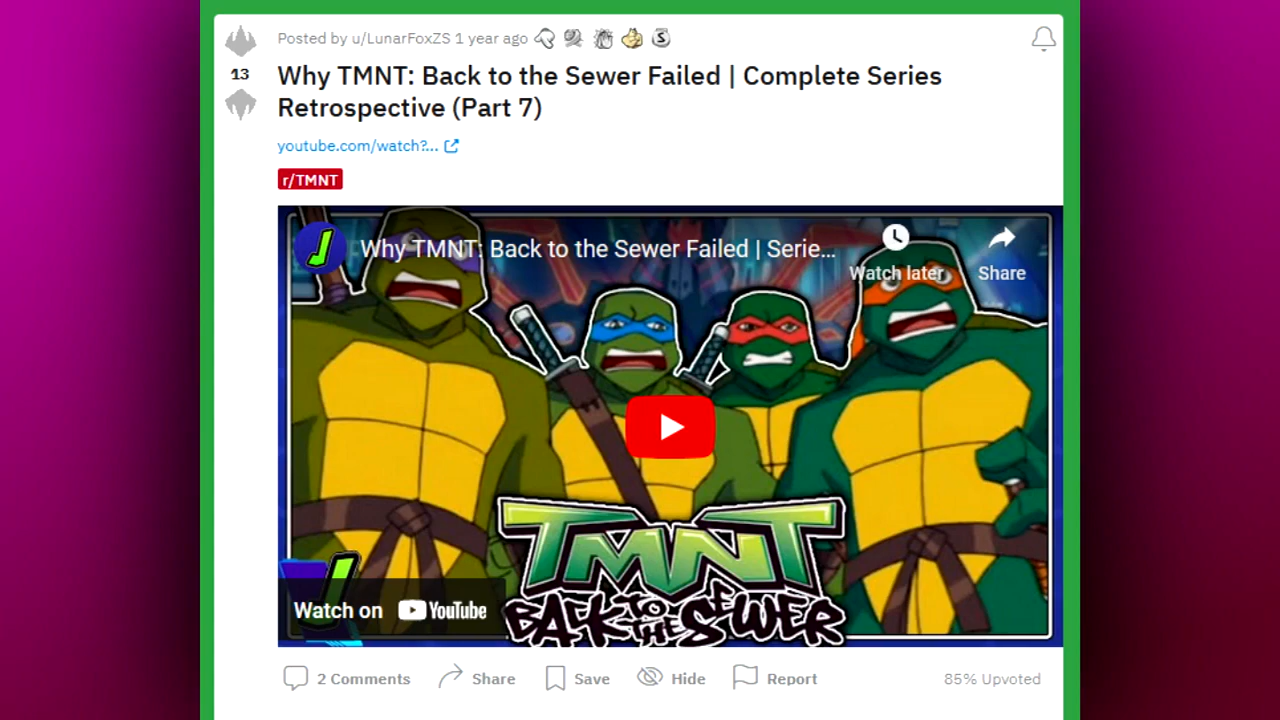 Posted by u/LunarFoxZS 1 year ago
13
Why TMNT: Back to the Sewer Failed | Complete Series
Retrospective (Part 7)
youtube.com/watch?...
r/TMNT
Why TMNT: Back to the Sewer Failed | Serie...
Watch later
Share
TMNT
BACK TO THE SEWER
Watch on YouTube
2 Comments
Share
Save
Hide
Report
85% Upvoted